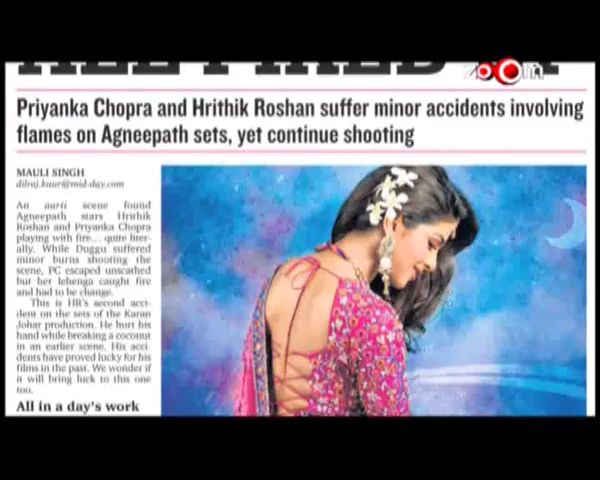 zoOm
Priyanka Chopra and Hrithik Roshan suffer minor accidents involving
flames on Agneepath sets, yet continue shooting
MAULI SINGH
dilraj.kaur@mid-day.com
An aarti scene found
Agneepath stars Hrithik
Roshan and Priyanka Chopra
playing with fire... quite liter-
ally. While Duggu suffered
minor burns shooting the
scene, PC escaped unscathed
but her lehenga caught fire
and had to be change.
This is HR's second acci-
dent on the sets of the Karan
Johar production. He hurt his
hand while breaking a coconut
in an earlier scene. His acci-
dents have proved lucky for his
films in the past. We wonder if
it will bring luck to this one
too.
All in a day's work